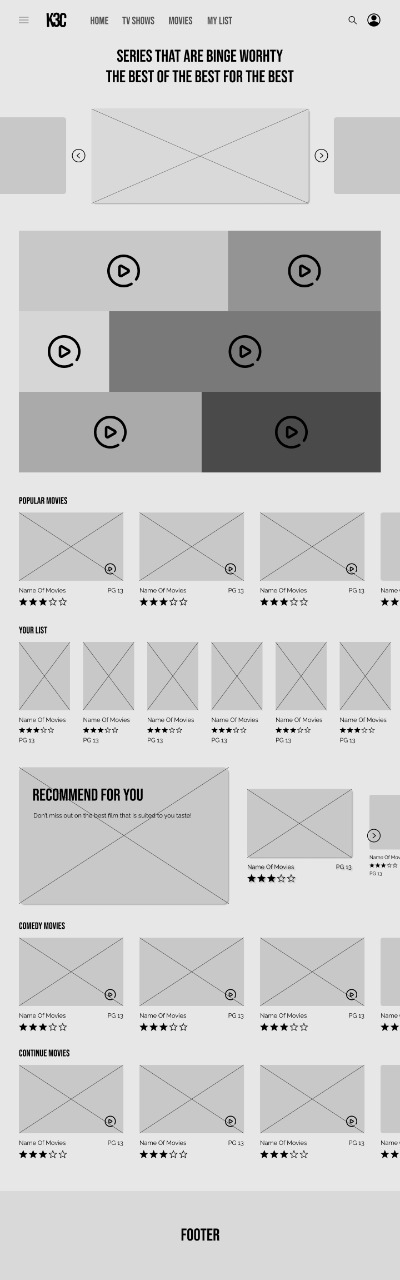 K3C HOME TV SHOWS MOVIES MY LIST
SERIES THAT ARE BINGE WORHTY
THE BEST OF THE BEST FOR THE BEST
POPULAR MOVIES
Name Of Movies PG 13 Name Of Movies PG 13 Name Of Movies PG 13
YOUR LIST
Name Of Movies Name Of Movies Name Of Movies Name Of Movies Name Of Movies Name Of Movies
PG 13 PG 13 PG 13 PG 13 PG 13 PG 13
RECOMMEND FOR YOU
Don't miss out on the best film that is suited to you taste!
Name Of Movies PG 13
Name Of Mov
PG 13
COMEDY MOVIES
Name Of Movies PG 13 Name Of Movies PG 13 Name Of Movies PG 13
CONTINUE MOVIES
Name Of Movies PG 13 Name Of Movies PG 13 Name Of Movies PG 13
FOOTER